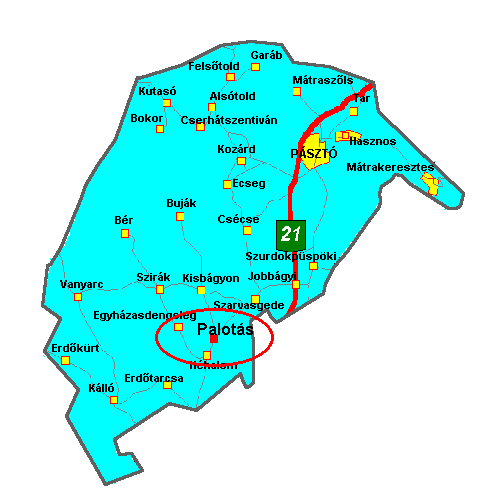 Garáb
Felsőtold
Mátraszőls
Kutasó
Alsótold
Tar
Bokor
Cserhátszentiván
Hasznos
Kozárd
PÁSZTÓ
Mátrakeresztes
Ecseg
Buják
Bér
Csécse
21
Szurdokpüspöki
Szirák
Kisbágyon
Jobbágyi
Vanyarc
Szarvasgede
Egyházasdengeleg
Palotás
Erdőkürt
Héhalom
Erdőtarcsa
Kálló